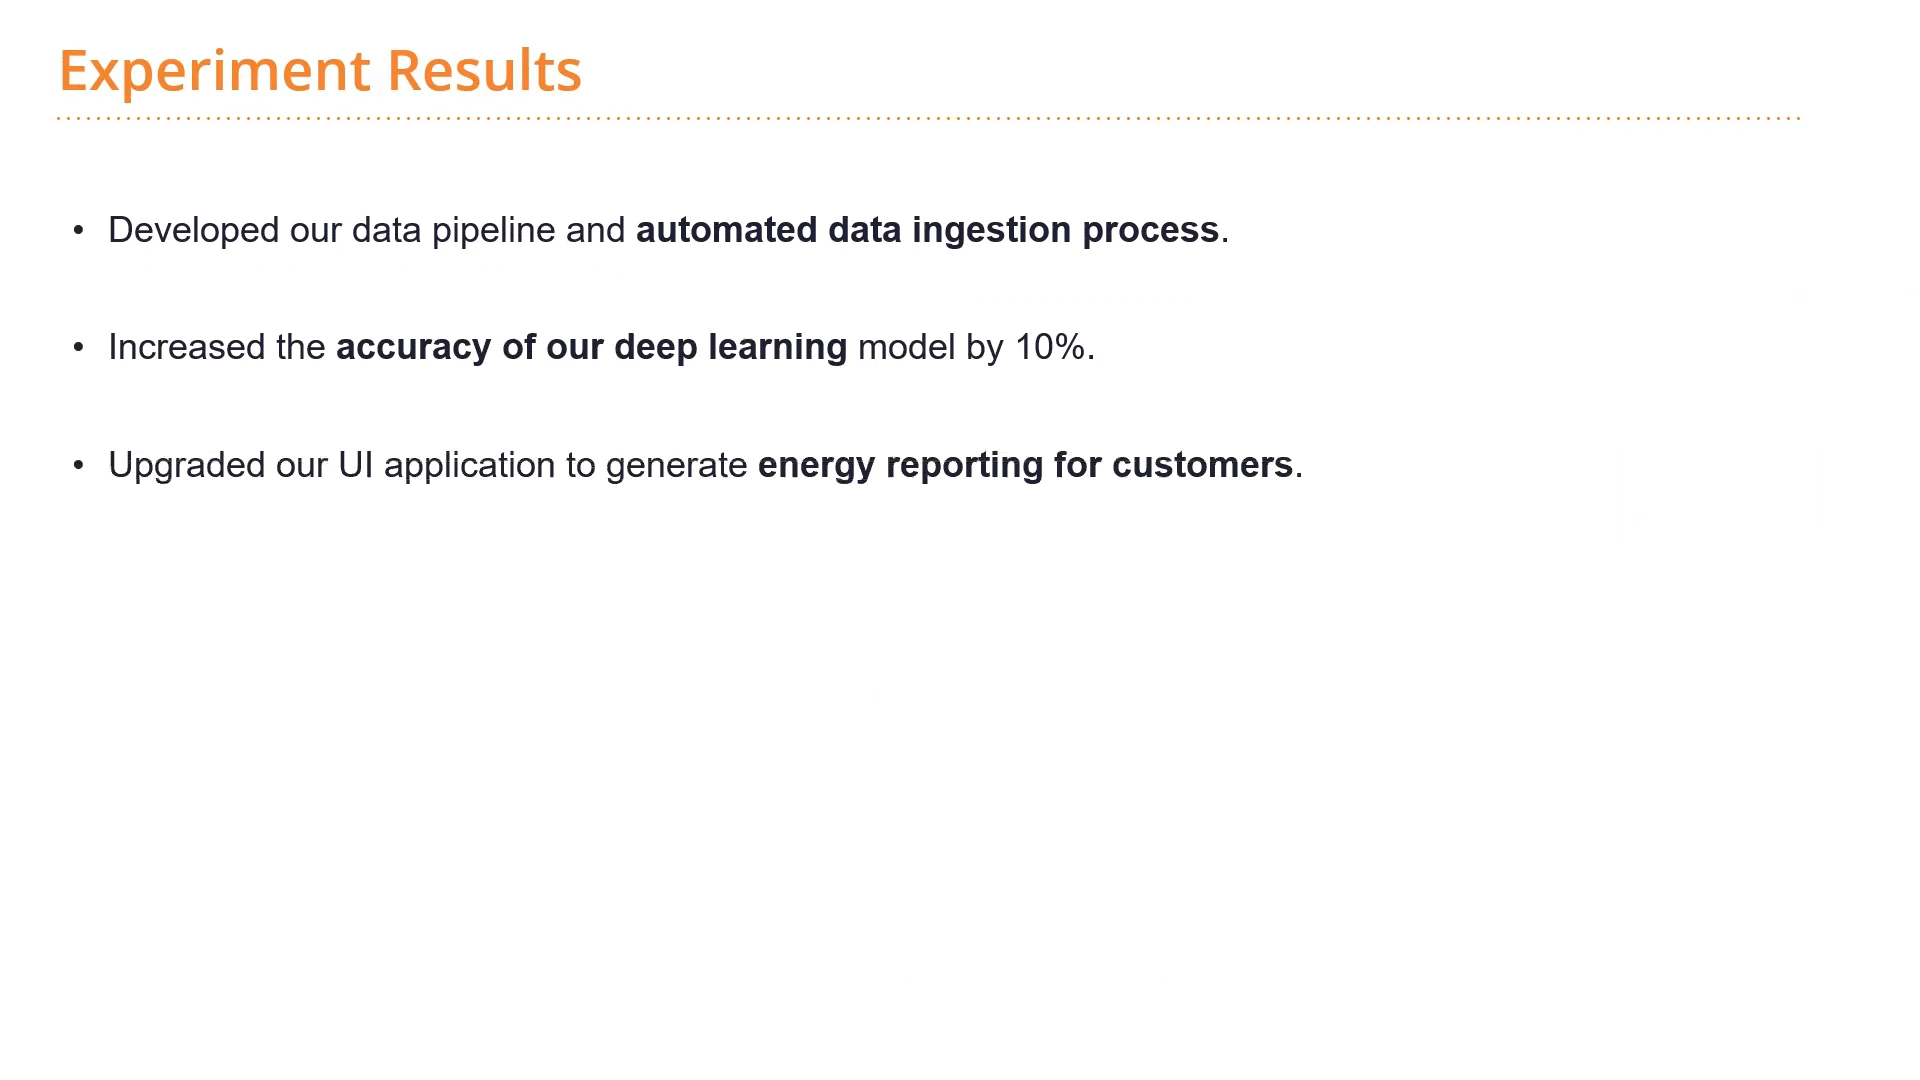 Experiment Results
• Developed our data pipeline and automated data ingestion process.
• Increased the accuracy of our deep learning model by 10%.
• Upgraded our UI application to generate energy reporting for customers.